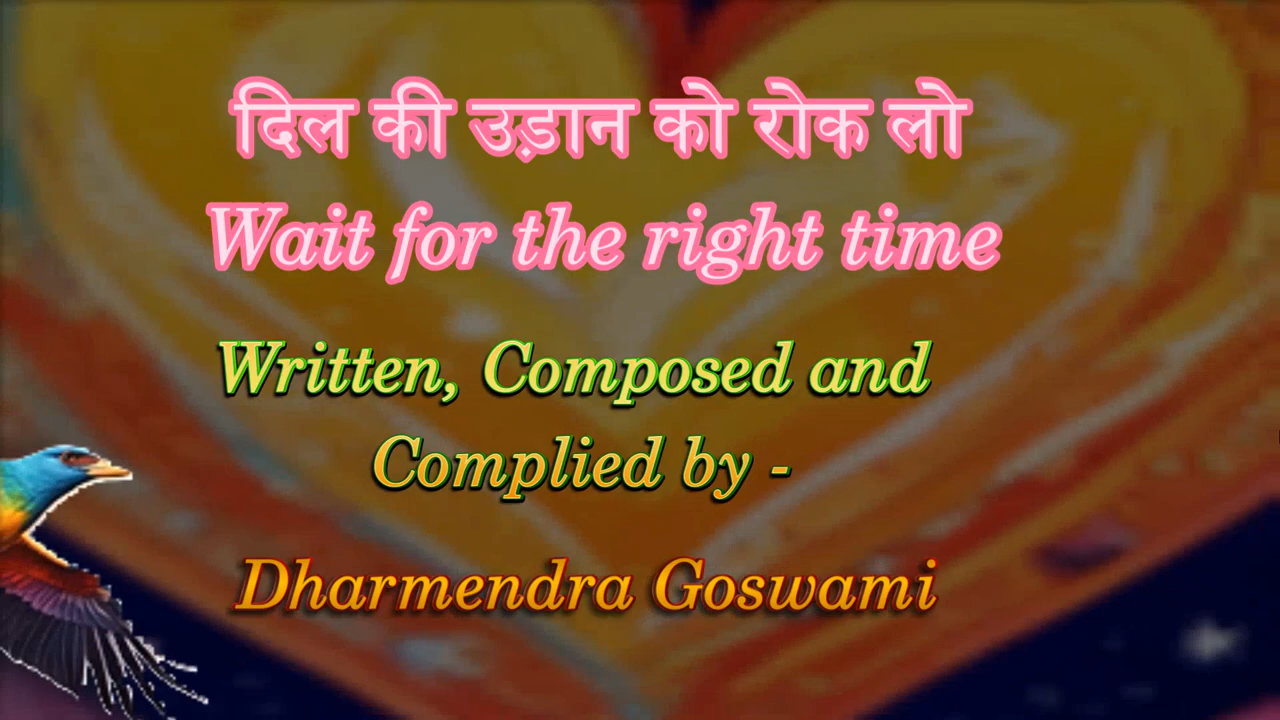 दिल की उड़ान को रोक लो
Wait for the right time
Written, Composed and
Complied by -
Dharmendra Goswami